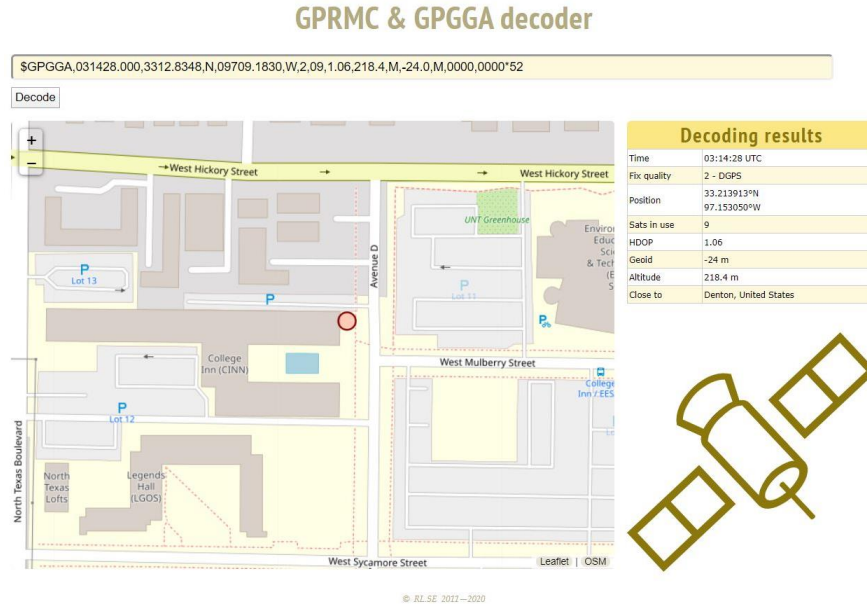 GPRMC & GPGGA decoder
$GPGGA,031428.000,3312.8348,N,09709.1830,W,2,09,1.06,218.4,M,-24.0,M,0000,0000*52
Decode
+
−
West Hickory Street
West Hickory Street
UNT Greenhouse
Avenue D
P
Lot 13
P
P
Lot 11
P
College
Inn (CINN)
West Mulberry Street
College
P
Lot 12
North Texas Boulevard
North
Texas
Lofts
Legends
Hall
(LGOS)
West Sycamore Street
Leaflet | OSM
Decoding results
Time 03:14:28 UTC
Fix quality 2 - DGPS
Position 33.213913°N
97.153050°W
Sats in use 9
HDOP 1.06
Geoid -24 m
Altitude 218.4 m
Close to Denton, United States
© RL.SE 2011—2020